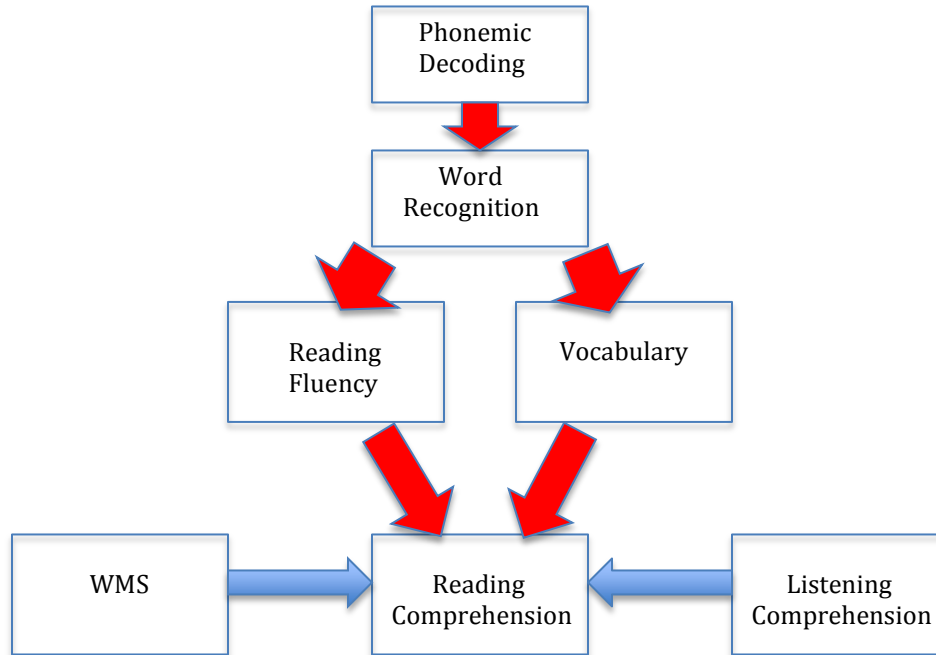 Phonemic
Decoding
Word
Recognition
Reading
Fluency
Vocabulary
WMS
Reading
Comprehension
Listening
Comprehension